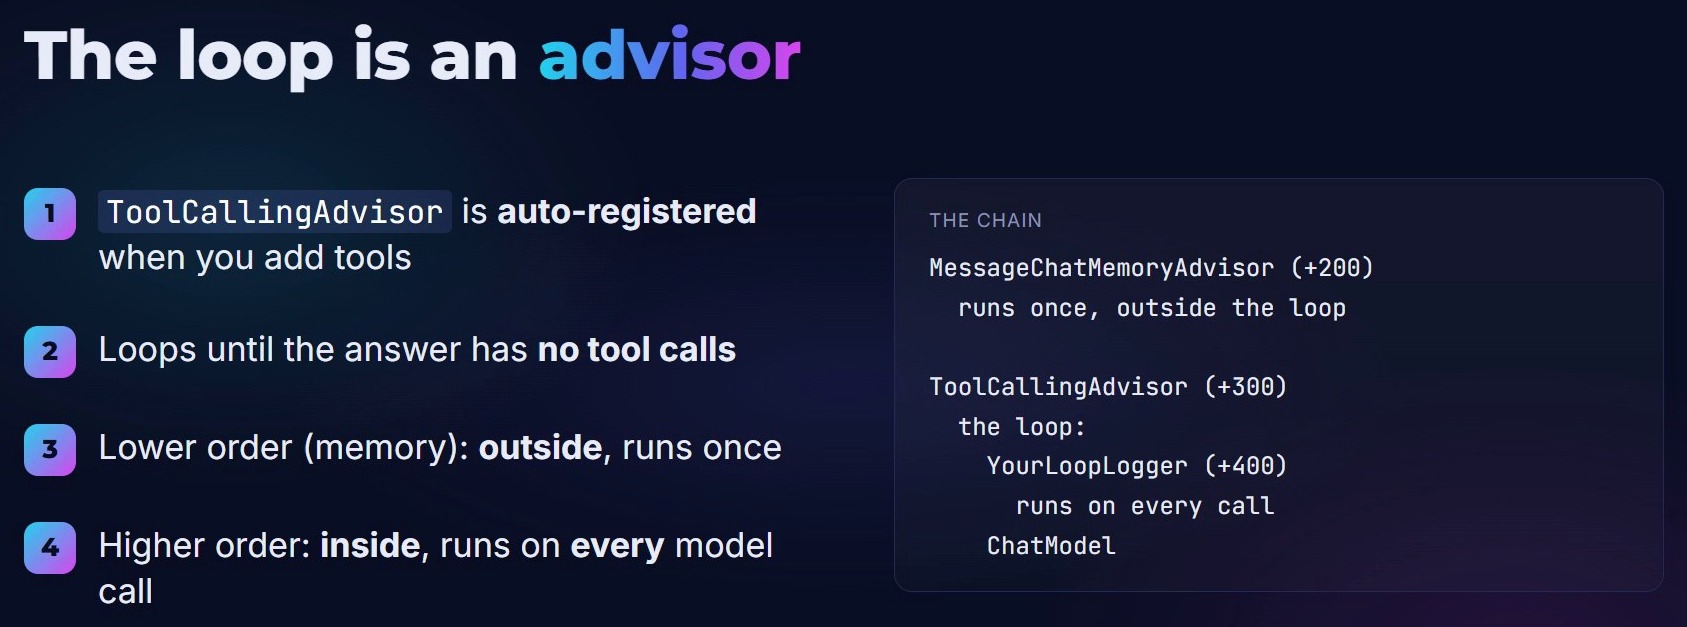 The loop is an advisor
1
ToolCallingAdvisor is auto-registered
when you add tools
2
Loops until the answer has no tool calls
3
Lower order (memory): outside, runs once
4
Higher order: inside, runs on every model
call
THE CHAIN
MessageChatMemoryAdvisor (+200)
runs once, outside the loop
ToolCallingAdvisor (+300)
the loop:
YourLoopLogger (+400)
runs on every call
ChatModel